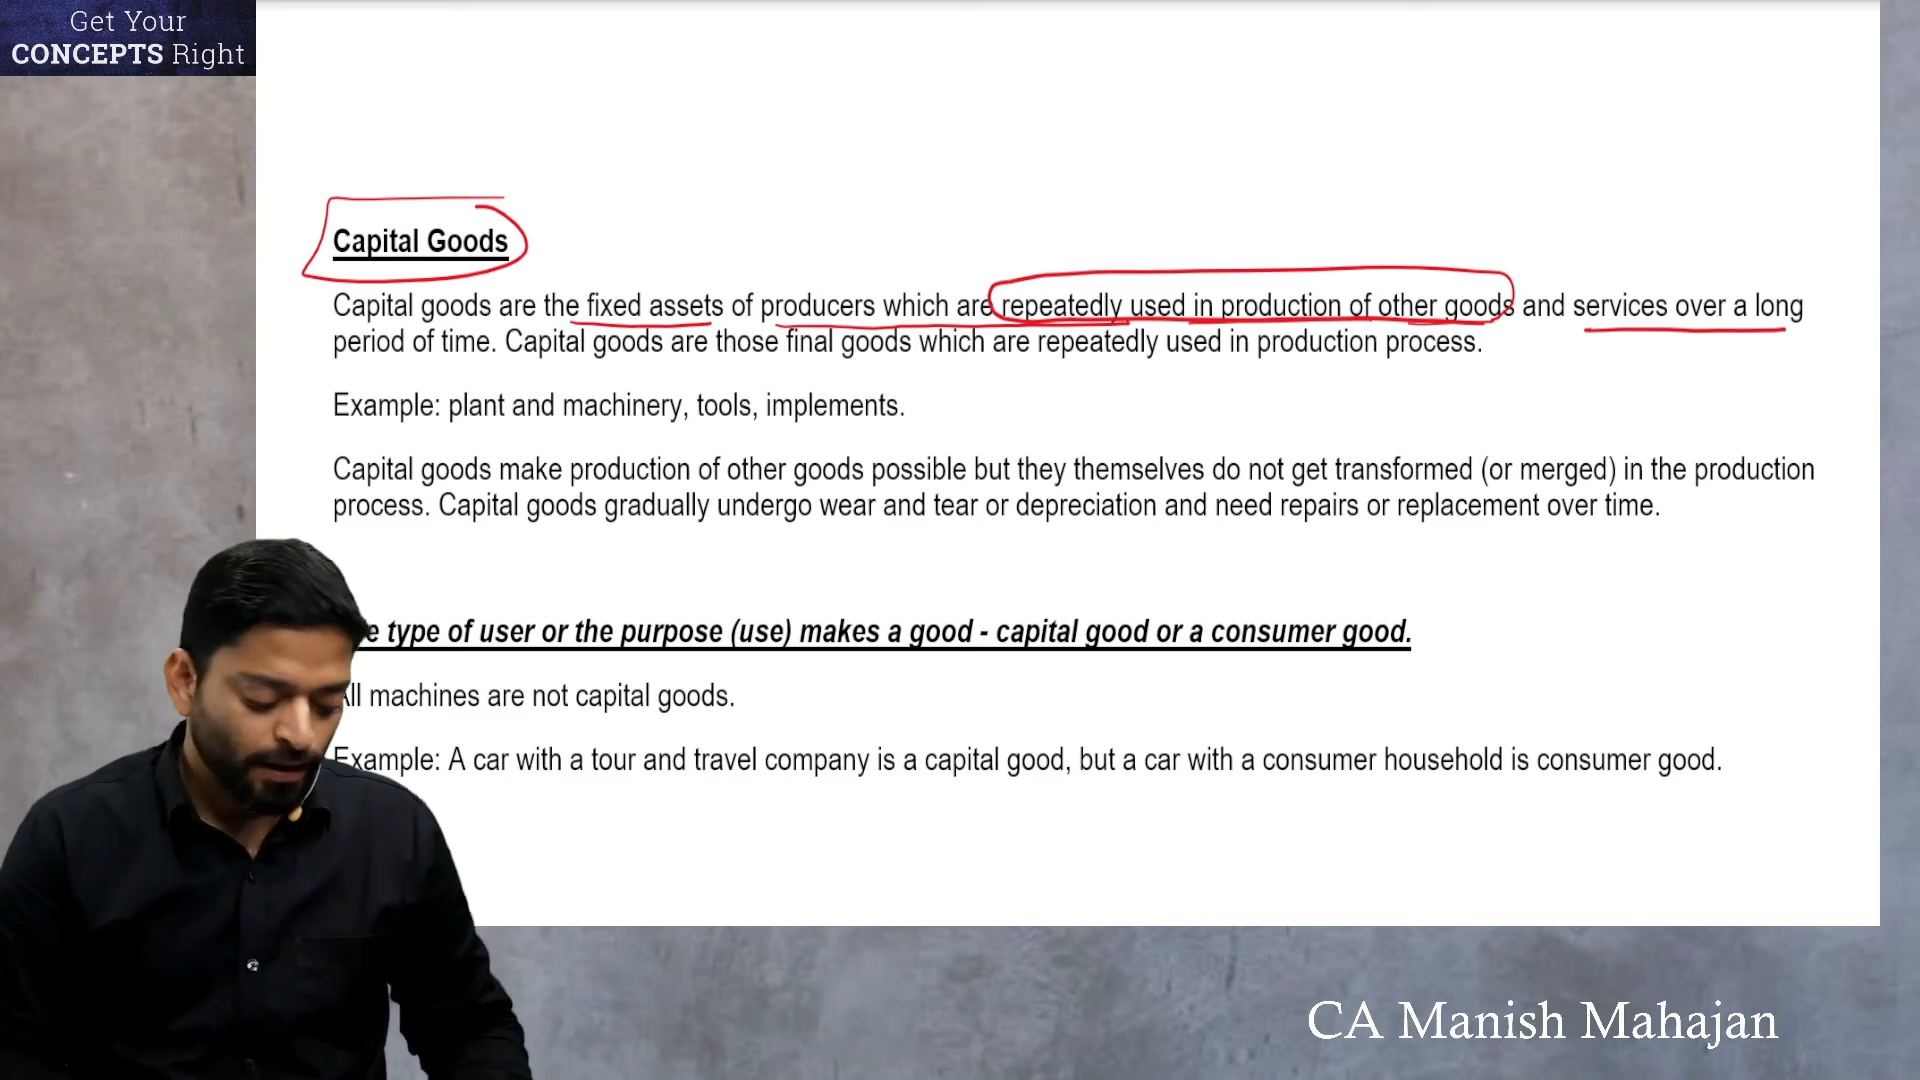 Get Your
CONCEPTS Right
Capital Goods
Capital goods are the fixed assets of producers which are repeatedly used in production of other goods and services over a long
period of time. Capital goods are those final goods which are repeatedly used in production process.
Example: plant and machinery, tools, implements.
Capital goods make production of other goods possible but they themselves do not get transformed (or merged) in the production
process. Capital goods gradually undergo wear and tear or depreciation and need repairs or replacement over time.
type of user or the purpose (use) makes a good - capital good or a consumer good.
All machines are not capital goods.
Example: A car with a tour and travel company is a capital good, but a car with a consumer household is consumer good.
CA Manish Mahajan